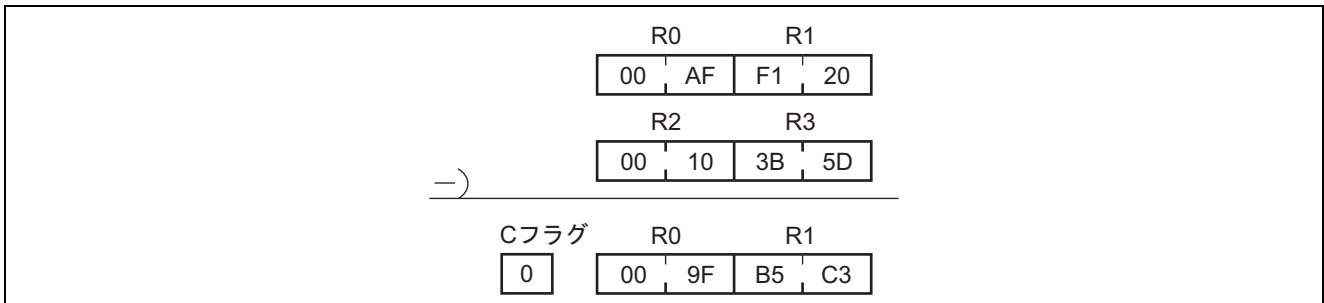 R0 R1
00 AF F1 20
R2 R3
00 10 3B 5D
—)
Cフラグ R0 R1
0 00 9F B5 C3